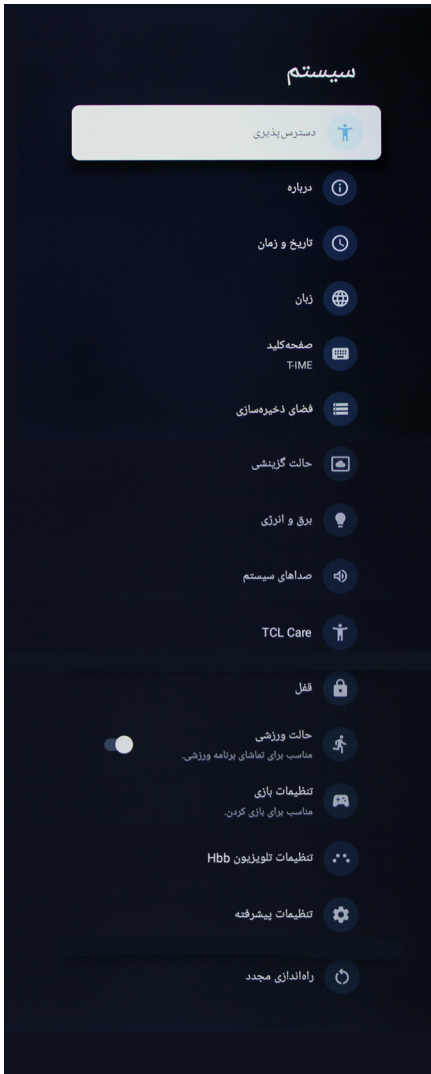 سیستم
دسترس‌پذیری
درباره
تاریخ و زمان
زبان
صفحه‌کلید
T-IME
فضای ذخیره‌سازی
حالت گزینشی
برق و انرژی
صداهای سیستم
TCL Care
قفل
حالت ورزشی
مناسب برای تماشای برنامه ورزشی.
تنظیمات بازی
مناسب برای بازی کردن.
تنظیمات تلویزیون Hbb
تنظیمات پیشرفته
راه‌اندازی مجدد